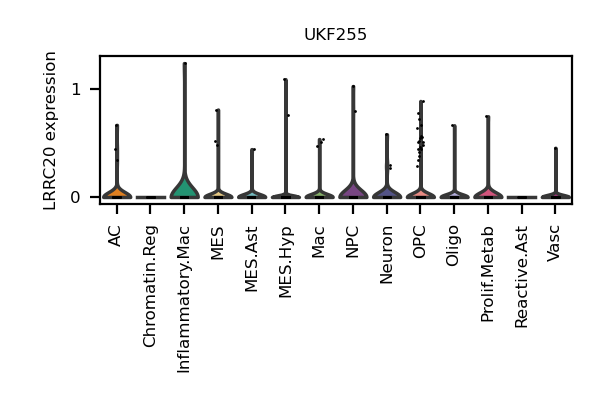 UKF255
LRRC20 expression
1
0
AC
Chromatin.Reg
Inflammatory.Mac
MES
MES.Ast
MES.Hyp
Mac
NPC
Neuron
OPC
Oligo
Prolif.Metab
Reactive.Ast
Vasc